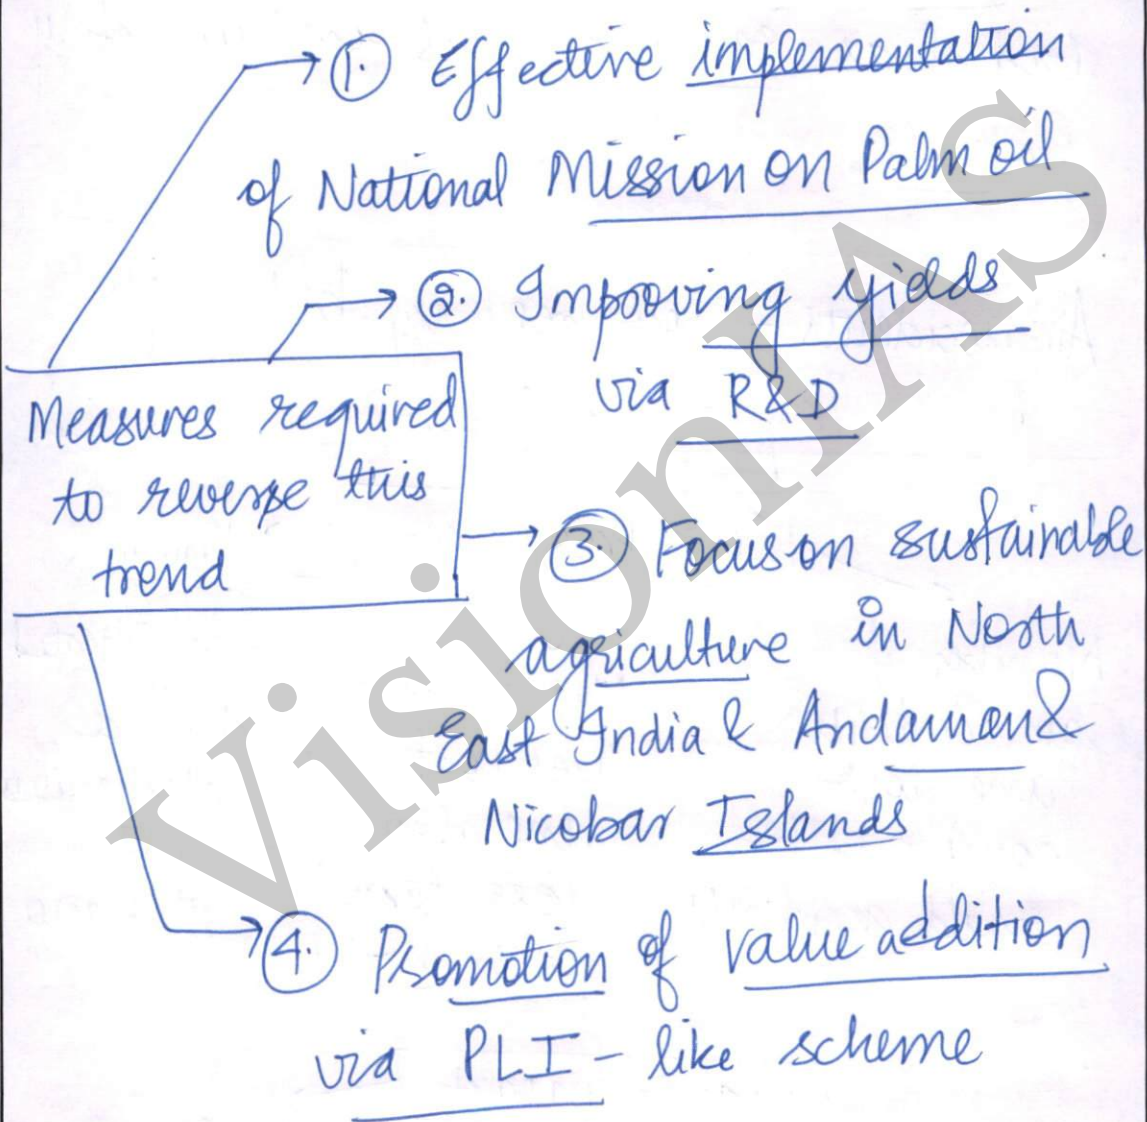 1. Effective implementation
of National Mission on Palm oil
2. Improving yields
via R&D
Measures required
to reverse this
trend
3. Focus on sustainable
agriculture in North
East India & Andaman &
Nicobar Islands
4. Promotion of value addition
via PLI - like scheme
VisionIAS